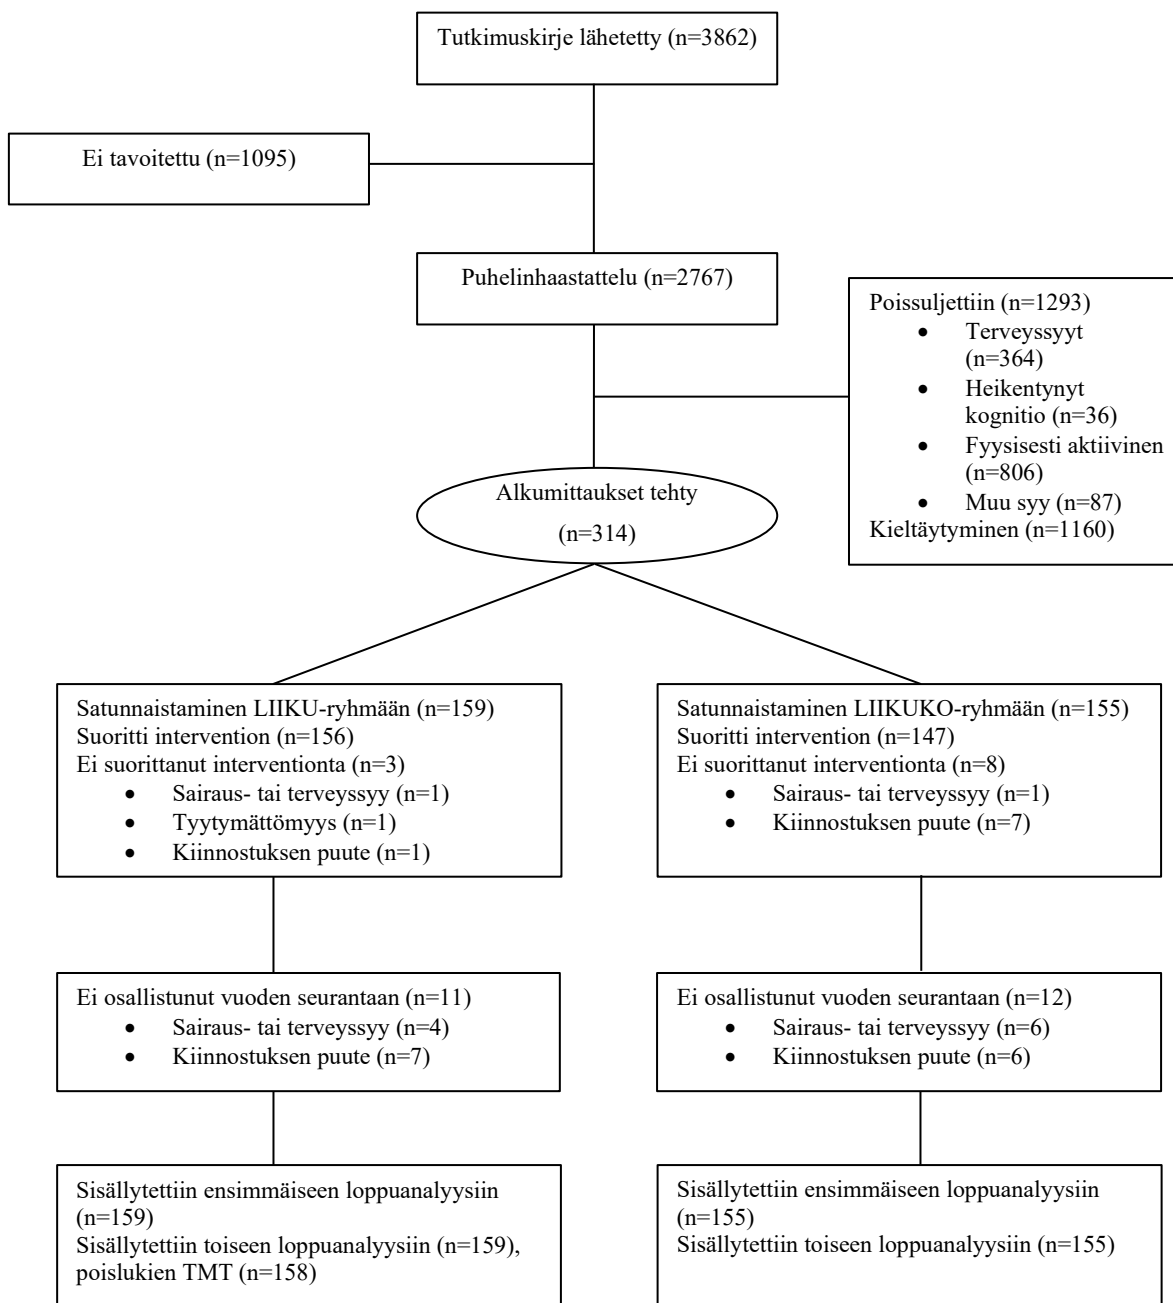 Tutkimuskirje lähetetty (n=3862)
Ei tavoitettu (n=1095)
Puhelinhaastattelu (n=2767)
Poissuljettiin (n=1293)
• Terveyssyyt
(n=364)
• Heikentynyt
kognitio (n=36)
• Fyysisesti aktiivinen
(n=806)
• Muu syy (n=87)
Kieltäytyminen (n=1160)
Alkumittaukset tehty
(n=314)
Satunnaistaminen LIIKU-ryhmään (n=159)
Suoritti intervention (n=156)
Ei suorittanut interventionta (n=3)
• Sairaus- tai terveyssyy (n=1)
• Tyytymättömyys (n=1)
• Kiinnostuksen puute (n=1)
Satunnaistaminen LIIKUKO-ryhmään (n=155)
Suoritti intervention (n=147)
Ei suorittanut interventionta (n=8)
• Sairaus- tai terveyssyy (n=1)
• Kiinnostuksen puute (n=7)
Ei osallistunut vuoden seurantaan (n=11)
• Sairaus- tai terveyssyy (n=4)
• Kiinnostuksen puute (n=7)
Ei osallistunut vuoden seurantaan (n=12)
• Sairaus- tai terveyssyy (n=6)
• Kiinnostuksen puute (n=6)
Sisällytettiin ensimmäiseen loppuanalyysiin
(n=159)
Sisällytettiin toiseen loppuanalyysiin (n=159),
poislukien TMT (n=158)
Sisällytettiin ensimmäiseen loppuanalyysiin
(n=155)
Sisällytettiin toiseen loppuanalyysiin (n=155)